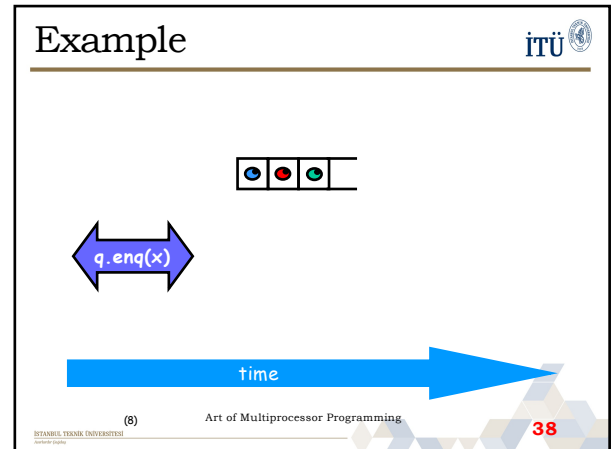 Example
İTÜ
q.enq(x)
time
(8)
Art of Multiprocessor Programming
38
İSTANBUL TEKNİK ÜNİVERSİTESİ